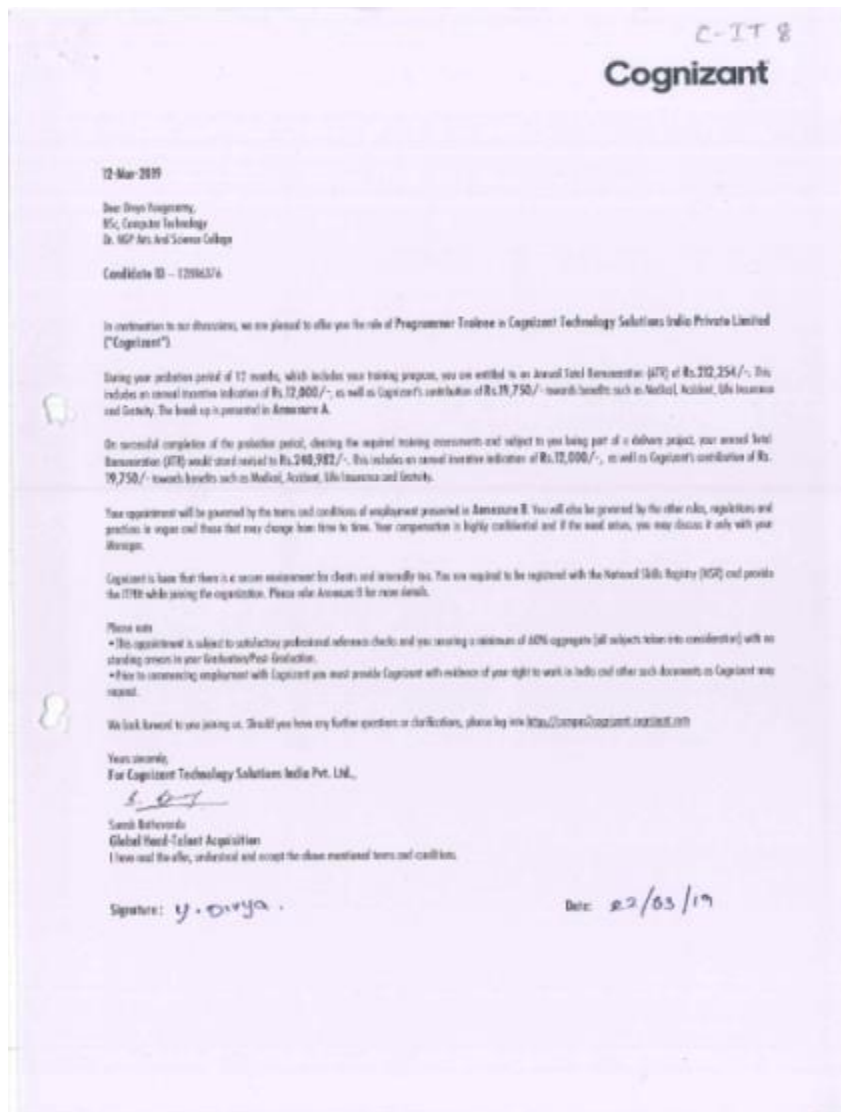 C-IT 8
Cognizant
12-Mar-2019
Dear Divya
BSc, Computer Technology
Dr. NGP Arts And Science College
Candidate ID –
In continuation to our discussions, we are pleased to offer you the role of Programmer Trainee in Cognizant Technology Solutions India Private Limited
("Cognizant")
During your probation period of 12 months, which includes your training program, you are entitled to an Annual Total Remuneration (ATR) of Rs.212,254/-. This
includes an annual incentive indication of Rs.12,000/-, as well as Cognizant's contribution of Rs.19,750/- towards benefits such as Medical, Accident, Life Insurance
and Gratuity. The break up is presented in Annexure A.
On successful completion of the probation period, clearing the required training assessments and subject to you being part of a delivery project, your annual Total
Remuneration (ATR) would stand revised to Rs.240,982/-. This includes an annual incentive indication of Rs.12,000/-, as well as Cognizant's contribution of Rs.
19,750/- towards benefits such as Medical, Accident, Life Insurance and Gratuity.
Your appointment will be governed by the terms and conditions of employment presented in Annexure B. You will also be governed by the other rules, regulations and
practices in vogue and those that may change from time to time. Your compensation is highly confidential and if the need arises, you may discuss it only with your
Manager.
Cognizant is keen that there is a secure environment for clients and internally too. You are required to be registered with the National Skills Registry (NSR) and provide
the ITPIN while joining the organization. Please refer Annexure B for more details.
Please note
• This appointment is subject to satisfactory professional reference checks and you securing a minimum of 60% aggregate (all subjects taken into consideration) with no
standing arrears in your Graduation/Post-Graduation.
• Prior to commencing employment with Cognizant you must provide Cognizant with evidence of your right to work in India and other such documents as Cognizant may
request.
We look forward to you joining us. Should you have any further questions or clarifications, please log into https://campus2cognizant.cognizant.com
Yours sincerely,
For Cognizant Technology Solutions India Pvt. Ltd.,
Suresh
Global Head-Talent Acquisition
I have read the offer, understood and accept the above mentioned terms and conditions.
Signature: Y. Divya .
Date: 22/03/19